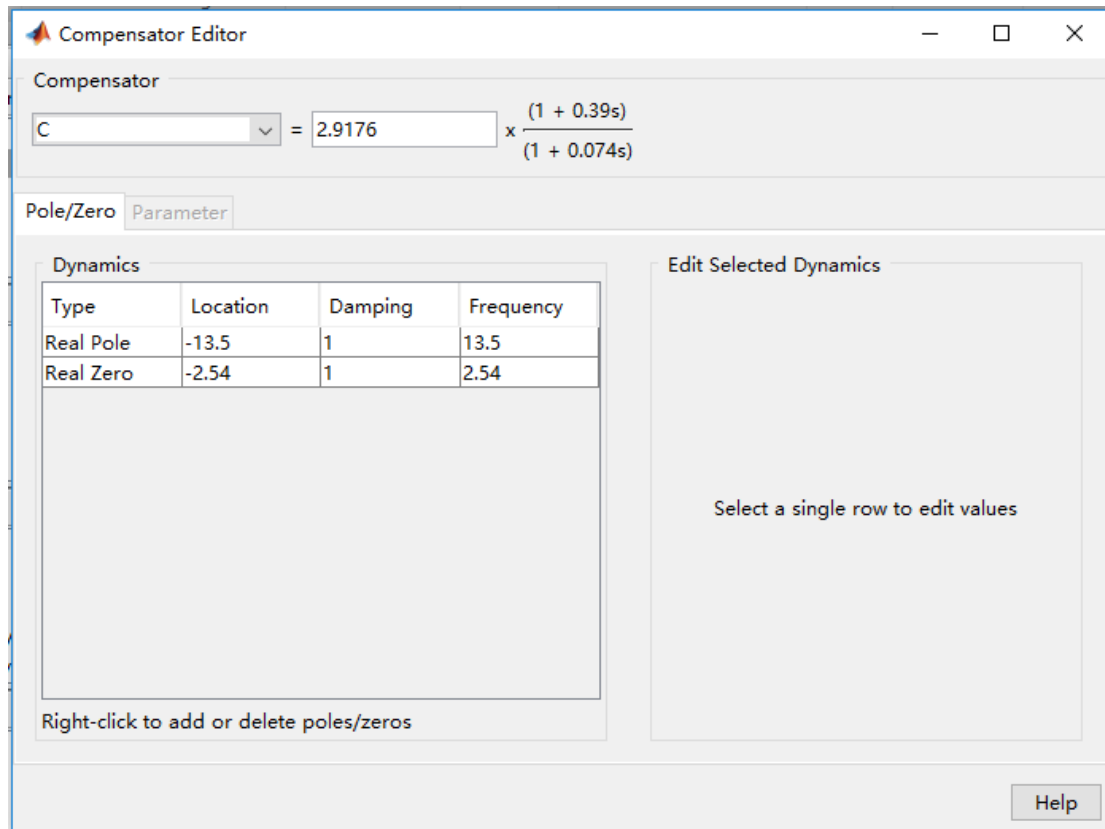 Compensator Editor
Compensator
C = 2.9176 x (1 + 0.39s)
(1 + 0.074s)
Pole/Zero Parameter
Dynamics
Type Location Damping Frequency
Real Pole -13.5 1 13.5
Real Zero -2.54 1 2.54
Right-click to add or delete poles/zeros
Edit Selected Dynamics
Select a single row to edit values
Help